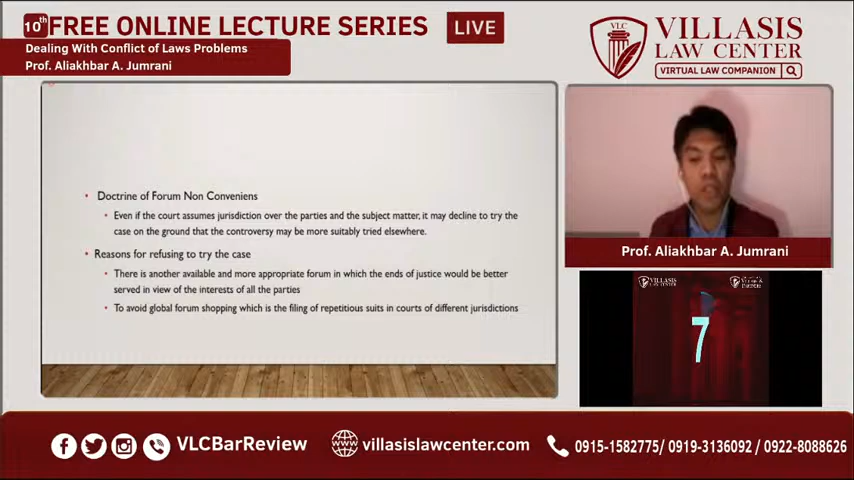 10th FREE ONLINE LECTURE SERIES
LIVE
Dealing With Conflict of Laws Problems
Prof. Aliakhbar A. Jumrani
VLC
VILLASIS
LAW CENTER
VIRTUAL LAW COMPANION
• Doctrine of Forum Non Conveniens
• Even if the court assumes jurisdiction over the parties and the subject matter, it may decline to try the
case on the ground that the controversy may be more suitably tried elsewhere.
• Reasons for refusing to try the case
• There is another available and more appropriate forum in which the ends of justice would be better
served in view of the interests of all the parties
• To avoid global forum shopping which is the filing of repetitious suits in courts of different jurisdictions
Prof. Aliakhbar A. Jumrani
VILLASIS
7
VLCBarReview
villasislawcenter.com
0915-1582775/ 0919-3136092 / 0922-8088626